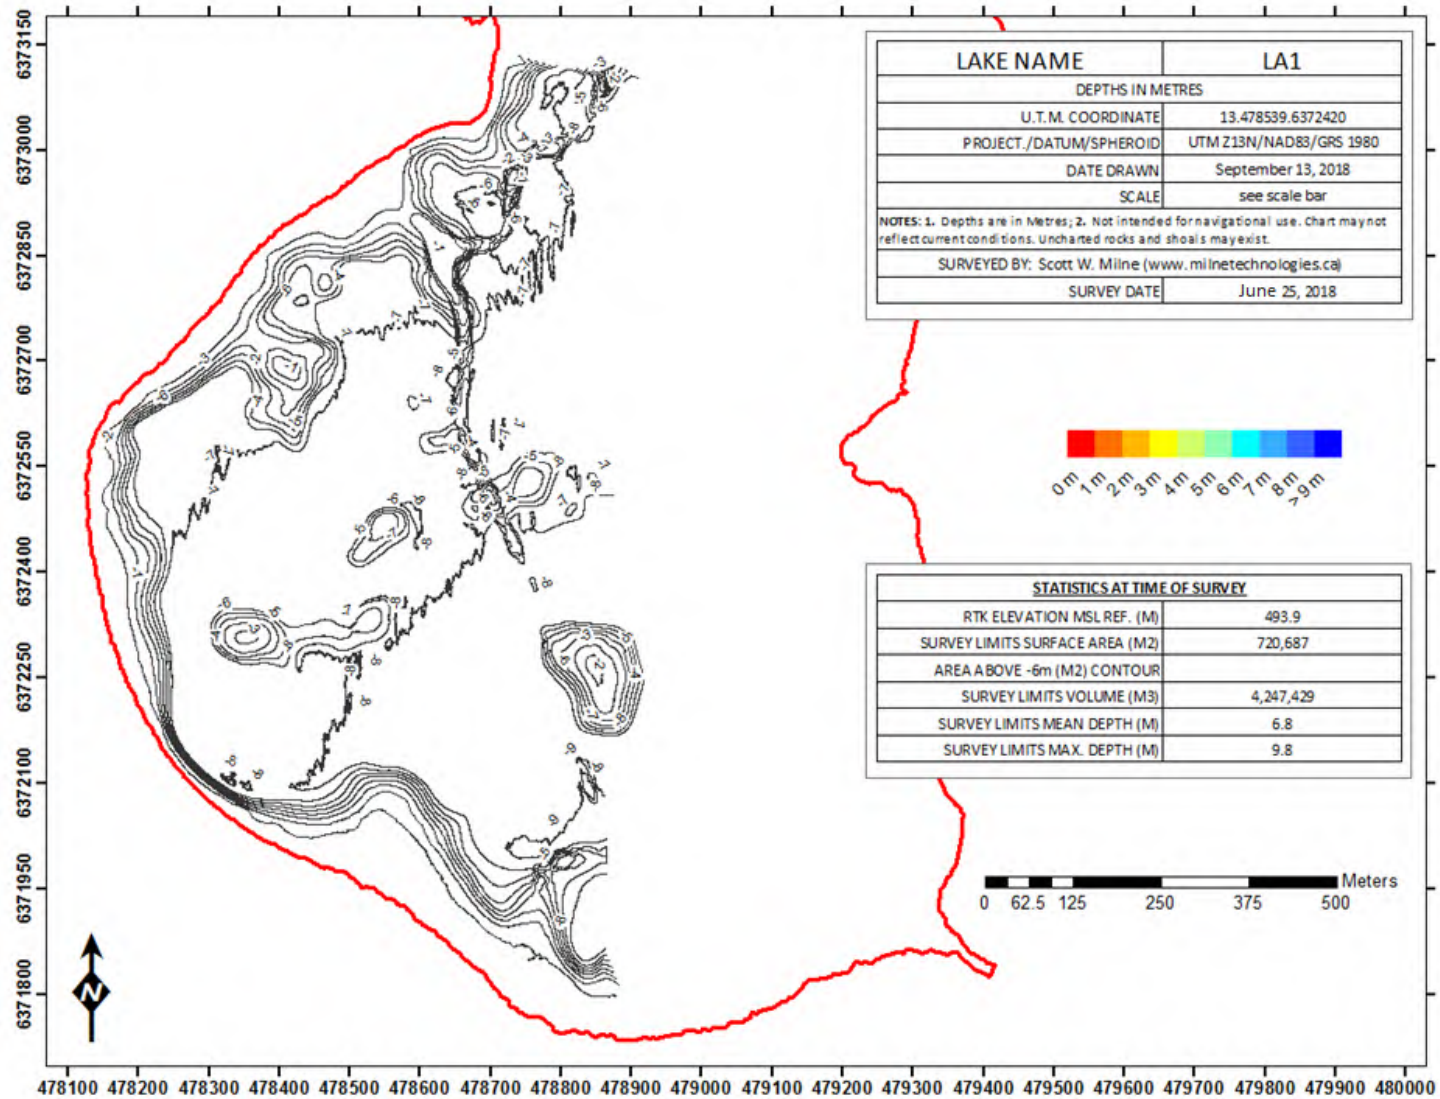 LAKE NAME LA1
DEPTHS IN METRES
U.T.M. COORDINATE 13.478539.6372420
PROJECT./DATUM/SPHEROID UTM Z13N/NAD83/GRS 1980
DATE DRAWN September 13, 2018
SCALE see scale bar
NOTES: 1. Depths are in Metres; 2. Not intended for navigational use. Chart may not
reflect current conditions. Uncharted rocks and shoals may exist.
SURVEYED BY: Scott W. Milne (www.milnetechnologies.ca)
SURVEY DATE June 25, 2018
0 m 1 m 2 m 3 m 4 m 5 m 6 m 7 m 8 m > 9 m
STATISTICS AT TIME OF SURVEY
RTK ELEVATION MSL REF. (M) 493.9
SURVEY LIMITS SURFACE AREA (M2) 720,687
AREA ABOVE -6m (M2) CONTOUR
SURVEY LIMITS VOLUME (M3) 4,247,429
SURVEY LIMITS MEAN DEPTH (M) 6.8
SURVEY LIMITS MAX. DEPTH (M) 9.8
Meters
0 62.5 125 250 375 500
N
6373150
6373000
6372850
6372700
6372550
6372400
6372250
6372100
6371950
6371800
478100 478200 478300 478400 478500 478600 478700 478800 478900 479000 479100 479200 479300 479400 479500 479600 479700 479800 479900 480000